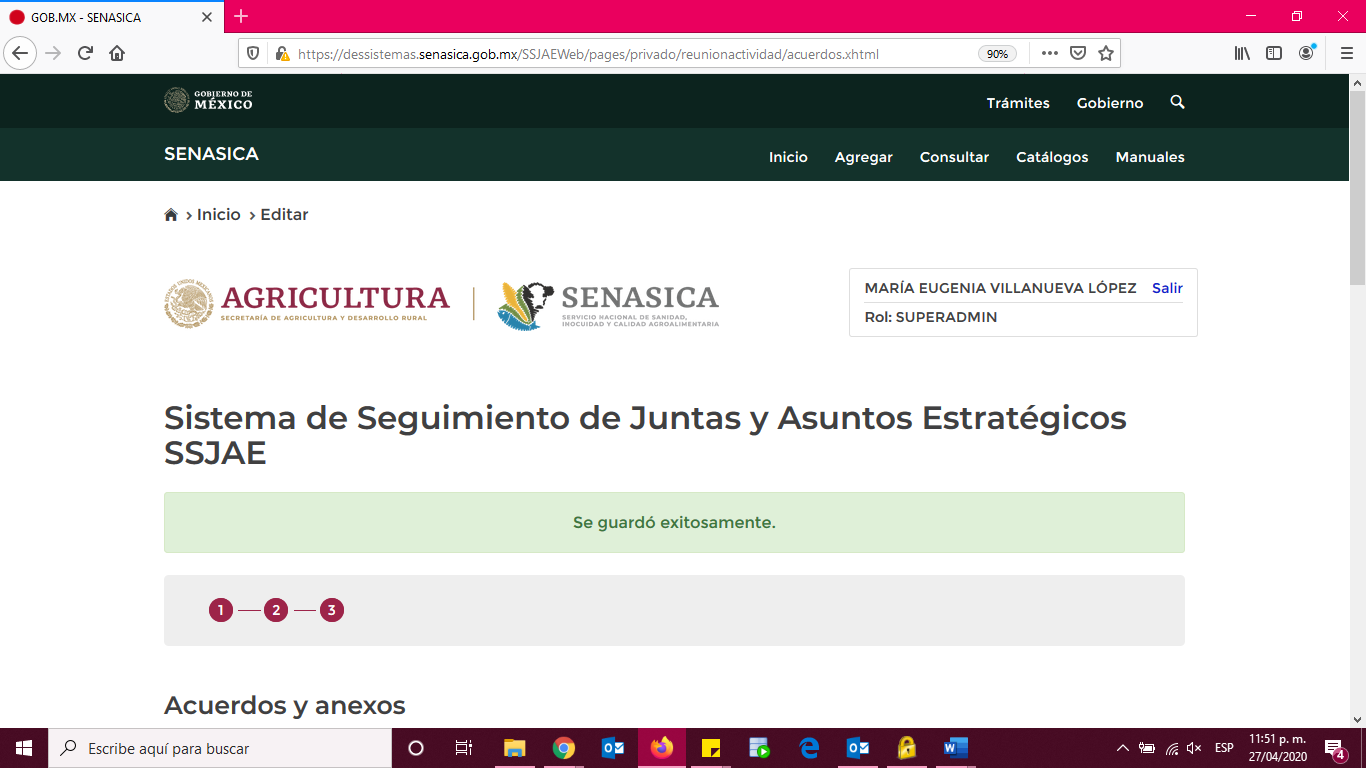 GOB.MX - SENASICA
https://dessistemas.senasica.gob.mx/SSJAEWeb/pages/privado/reunionactividad/acuerdos.xhtml
90%
GOBIERNO DE
MÉXICO
Trámites
Gobierno
SENASICA
Inicio
Agregar
Consultar
Catálogos
Manuales
> Inicio > Editar
AGRICULTURA
SECRETARÍA DE AGRICULTURA Y DESARROLLO RURAL
SENASICA
SERVICIO NACIONAL DE SANIDAD,
INOCUIDAD Y CALIDAD AGROALIMENTARIA
MARÍA EUGENIA VILLANUEVA LÓPEZ Salir
Rol: SUPERADMIN
Sistema de Seguimiento de Juntas y Asuntos Estratégicos
SSJAE
Se guardó exitosamente.
1 2 3
Acuerdos y anexos
Escribe aquí para buscar
ESP
11:51 p. m.
27/04/2020
4